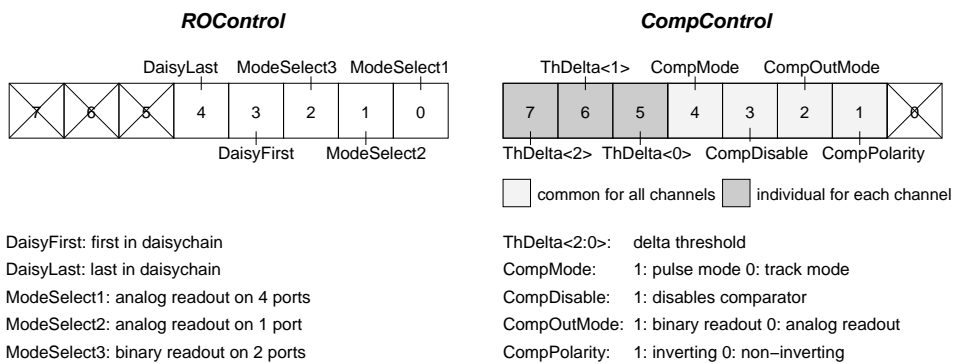 ROControl
CompControl
DaisyLast ModeSelect3 ModeSelect1
7 6 5 4 3 2 1 0
DaisyFirst ModeSelect2
ThDelta<1> CompMode CompOutMode
7 6 5 4 3 2 1 0
ThDelta<2> ThDelta<0> CompDisable CompPolarity
common for all channels individual for each channel
DaisyFirst: first in daisychain
DaisyLast: last in daisychain
ModeSelect1: analog readout on 4 ports
ModeSelect2: analog readout on 1 port
ModeSelect3: binary readout on 2 ports
ThDelta<2:0>: delta threshold
CompMode: 1: pulse mode 0: track mode
CompDisable: 1: disables comparator
CompOutMode: 1: binary readout 0: analog readout
CompPolarity: 1: inverting 0: non−inverting